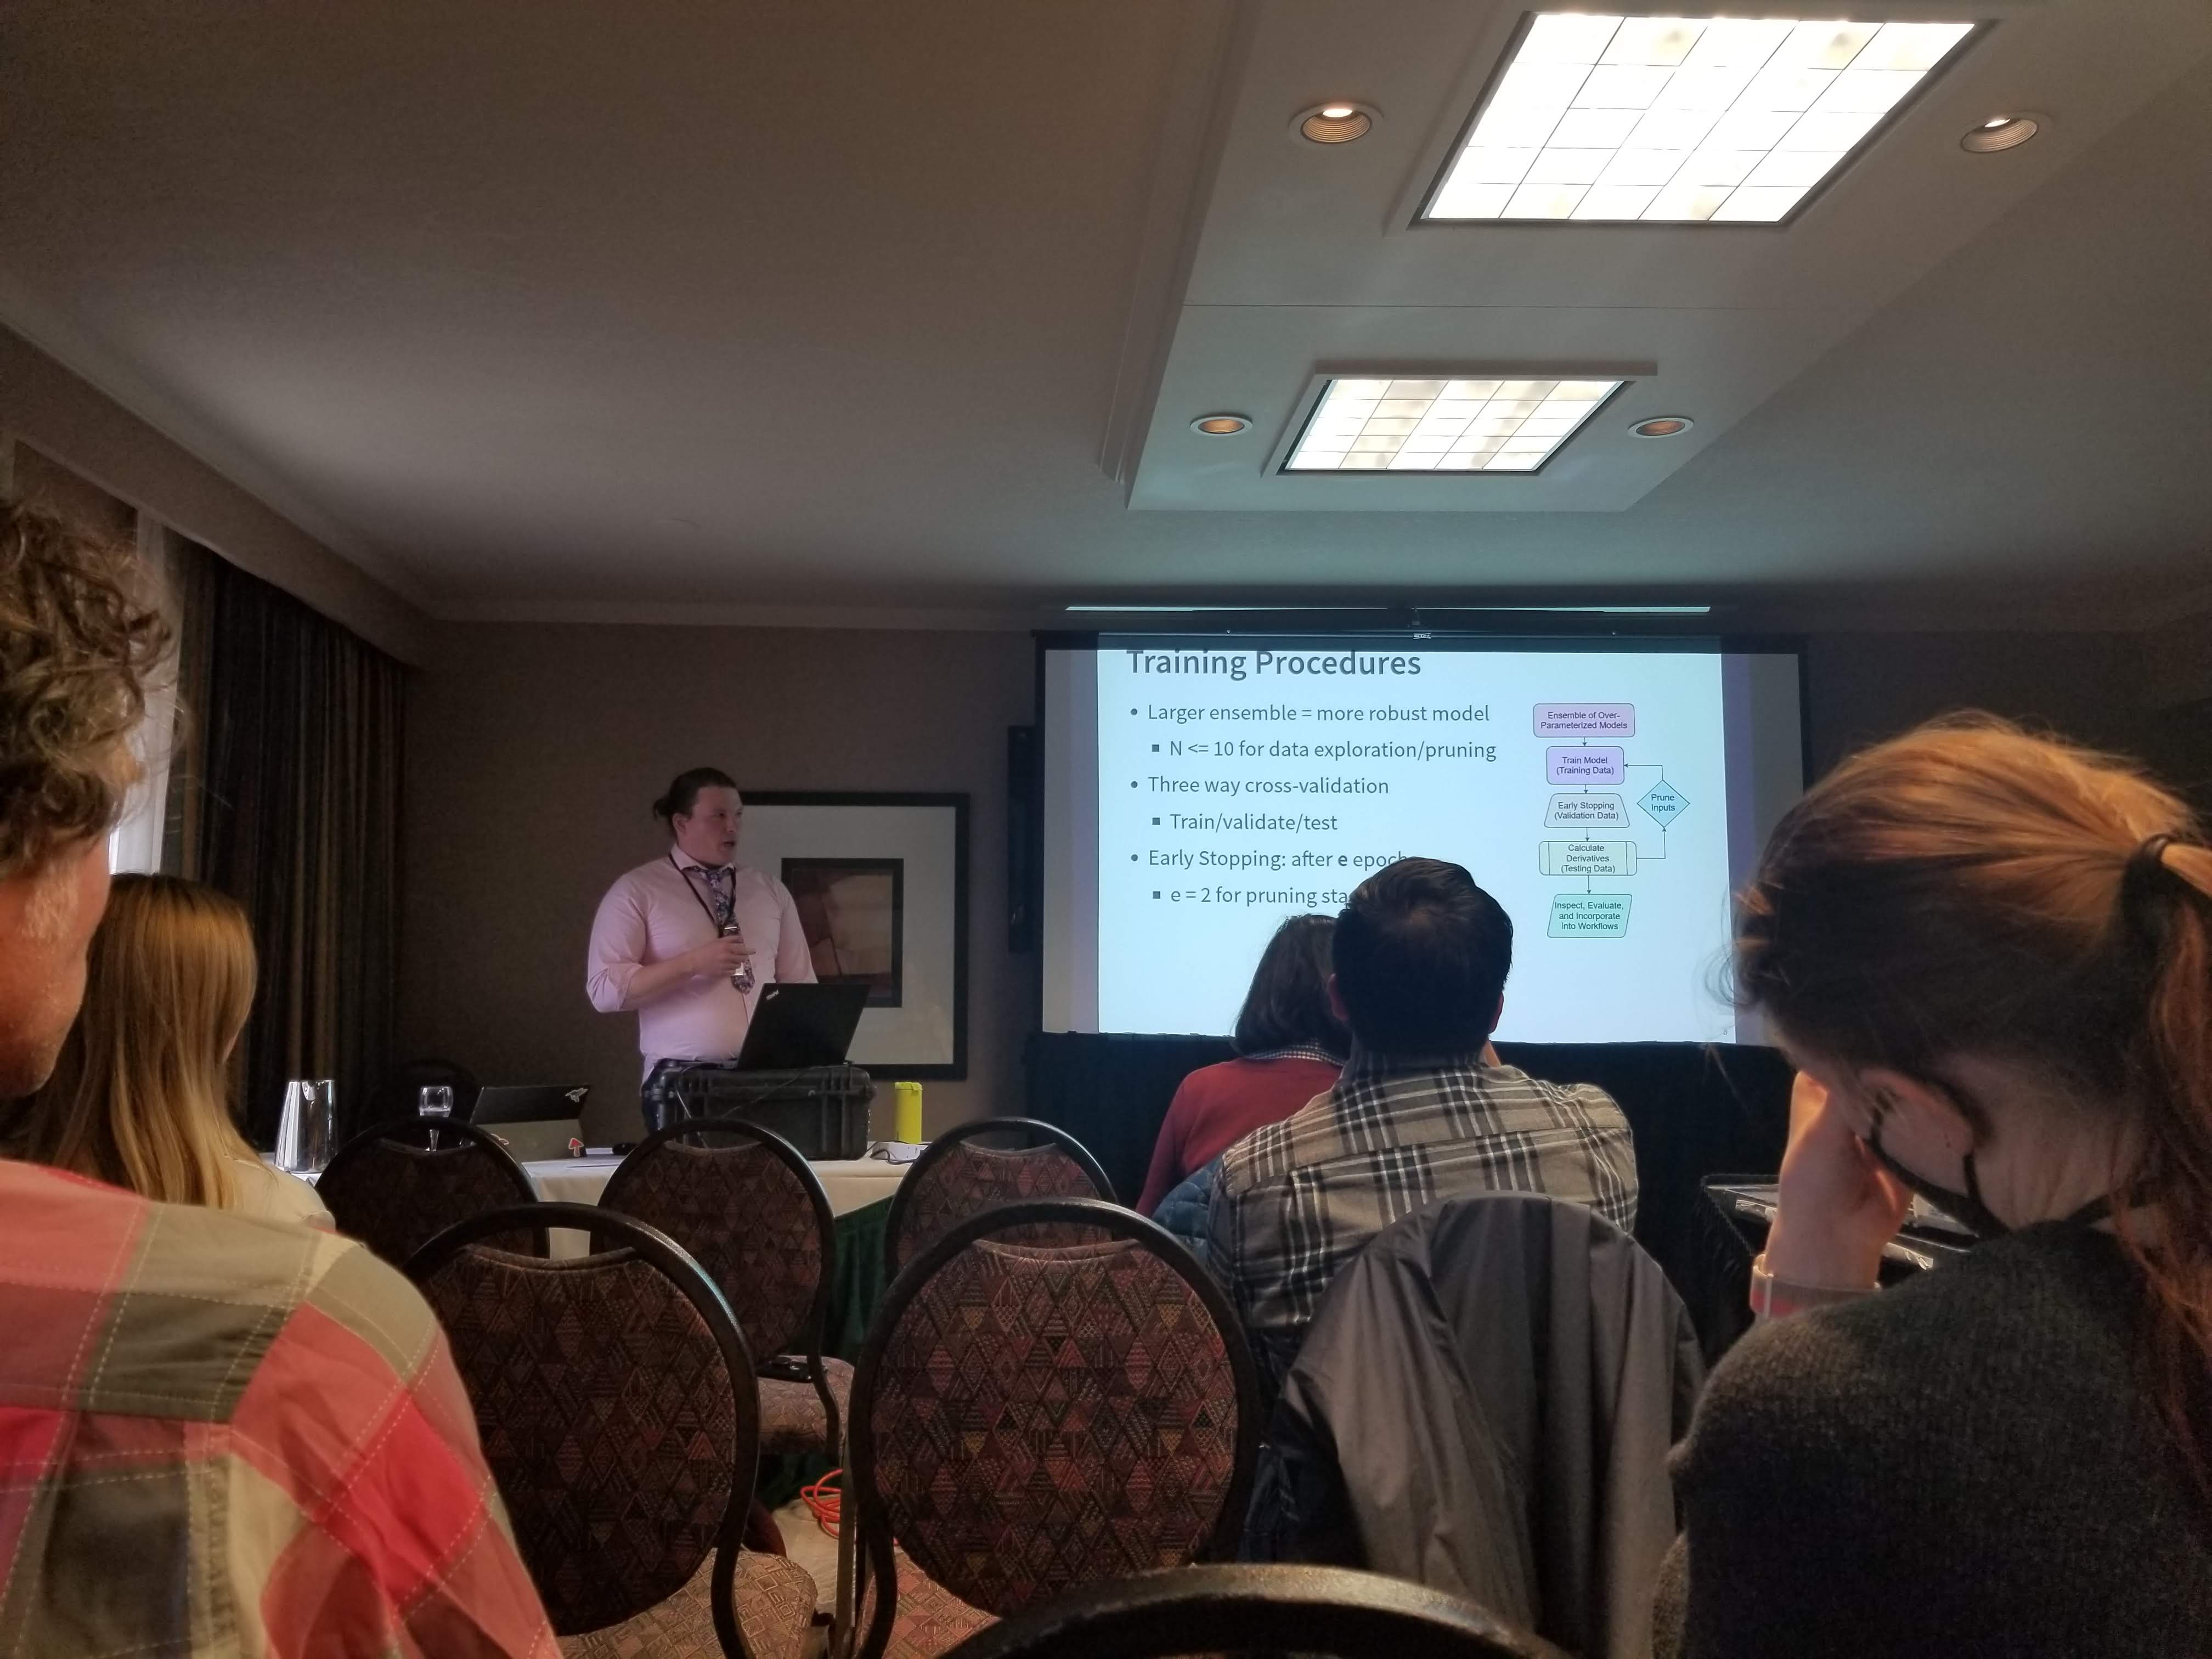 Training Procedures
• Larger ensemble = more robust model
▪ N <= 10 for data exploration/pruning
• Three way cross-validation
▪ Train/validate/test
• Early Stopping: after e epoch
▪ e = 2 for pruning sta
Ensemble of Over-
Parameterized Models
Train Model
(Training Data)
Early Stopping
(Validation Data)
Prune
Inputs
Calculate
Derivatives
(Testing Data)
Inspect, Evaluate,
and Incorporate
into Workflows